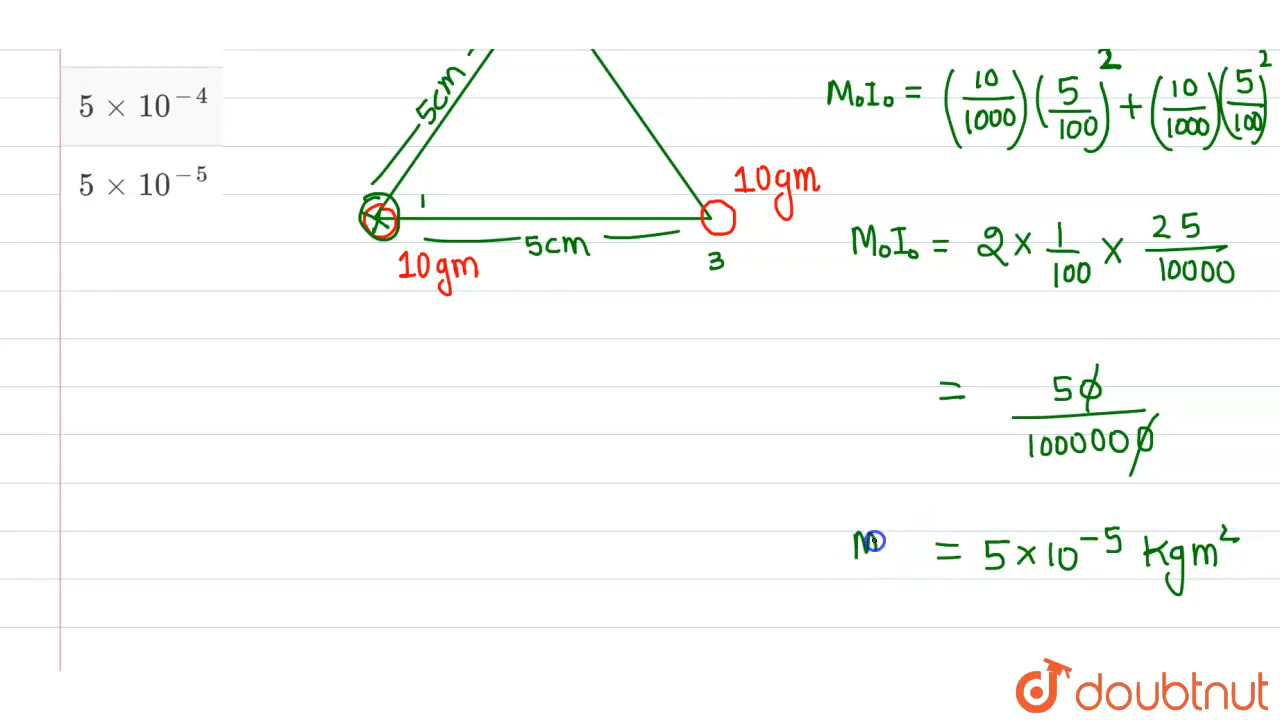 5 × 10⁻⁴
5 × 10⁻⁵
5cm
1
10gm
5cm
10gm
3
M₀I₀ = (10/1000)(5/100)² + (10/1000)(5/100)²
M₀I₀ = 2 × 1/100 × 25/10000
= 50/1000000
M = 5 × 10⁻⁵ Kgm²
doubtnut